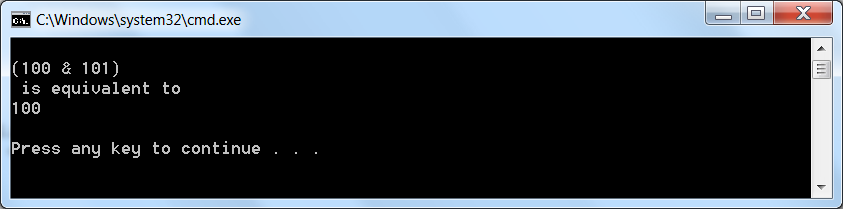 C:\Windows\system32\cmd.exe
(100 & 101)
 is equivalent to
100
Press any key to continue . . .